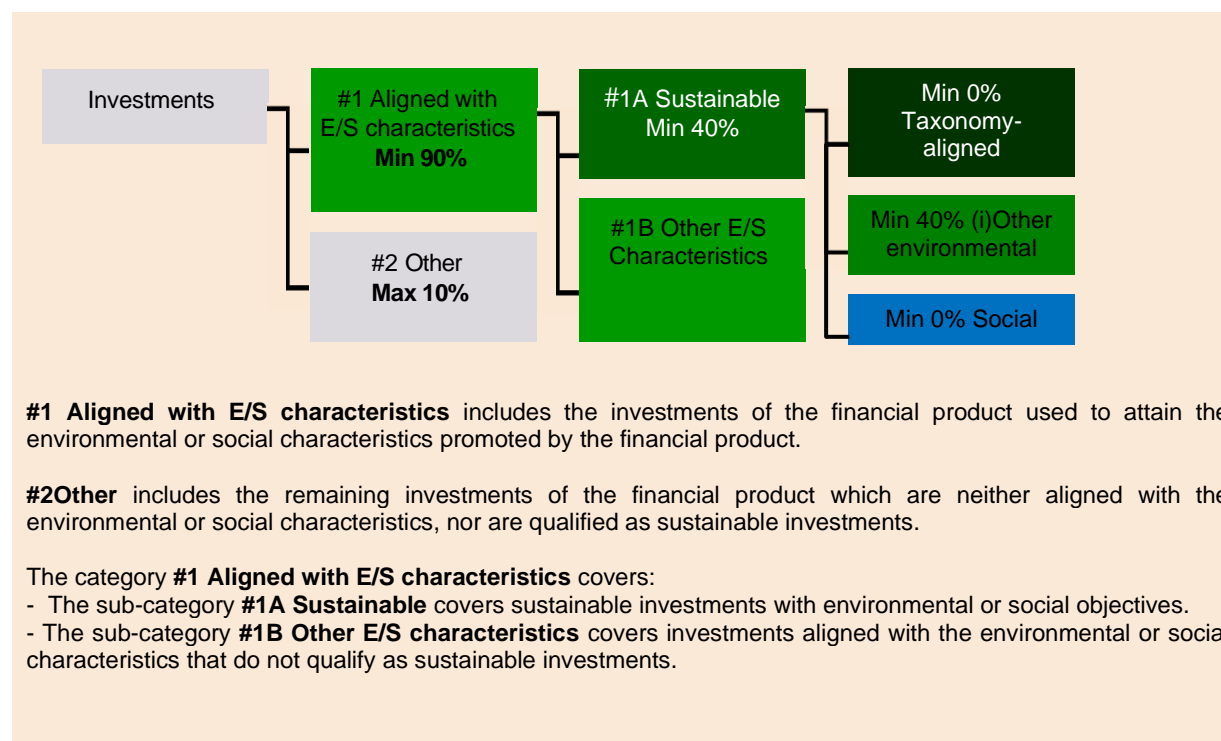 Investments
#1 Aligned with
E/S characteristics
Min 90%
#2 Other
Max 10%
#1A Sustainable
Min 40%
#1B Other E/S
Characteristics
Min 0%
Taxonomy-
aligned
Min 40% (i)Other
environmental
Min 0% Social
#1 Aligned with E/S characteristics includes the investments of the financial product used to attain the
environmental or social characteristics promoted by the financial product.
#2Other includes the remaining investments of the financial product which are neither aligned with the
environmental or social characteristics, nor are qualified as sustainable investments.
The category #1 Aligned with E/S characteristics covers:
- The sub-category #1A Sustainable covers sustainable investments with environmental or social objectives.
- The sub-category #1B Other E/S characteristics covers investments aligned with the environmental or social
characteristics that do not qualify as sustainable investments.